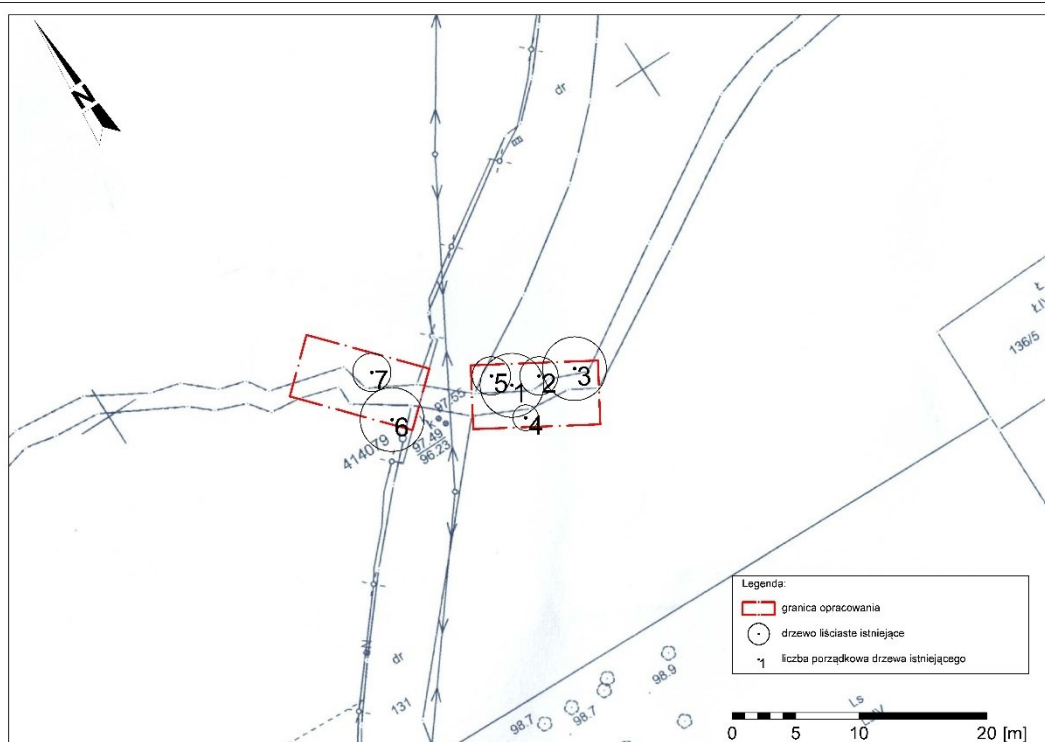 N
dr
m
Ł
136/5
7
5
1
2
3
6
4
k
97.55
97.49
96.23
414079
dr
131
98.7
98.7
98.9
Ls
Legenda:
granica opracowania
drzewo liściaste istniejące
1 liczba porządkowa drzewa istniejącego
0 5 10 20 [m]